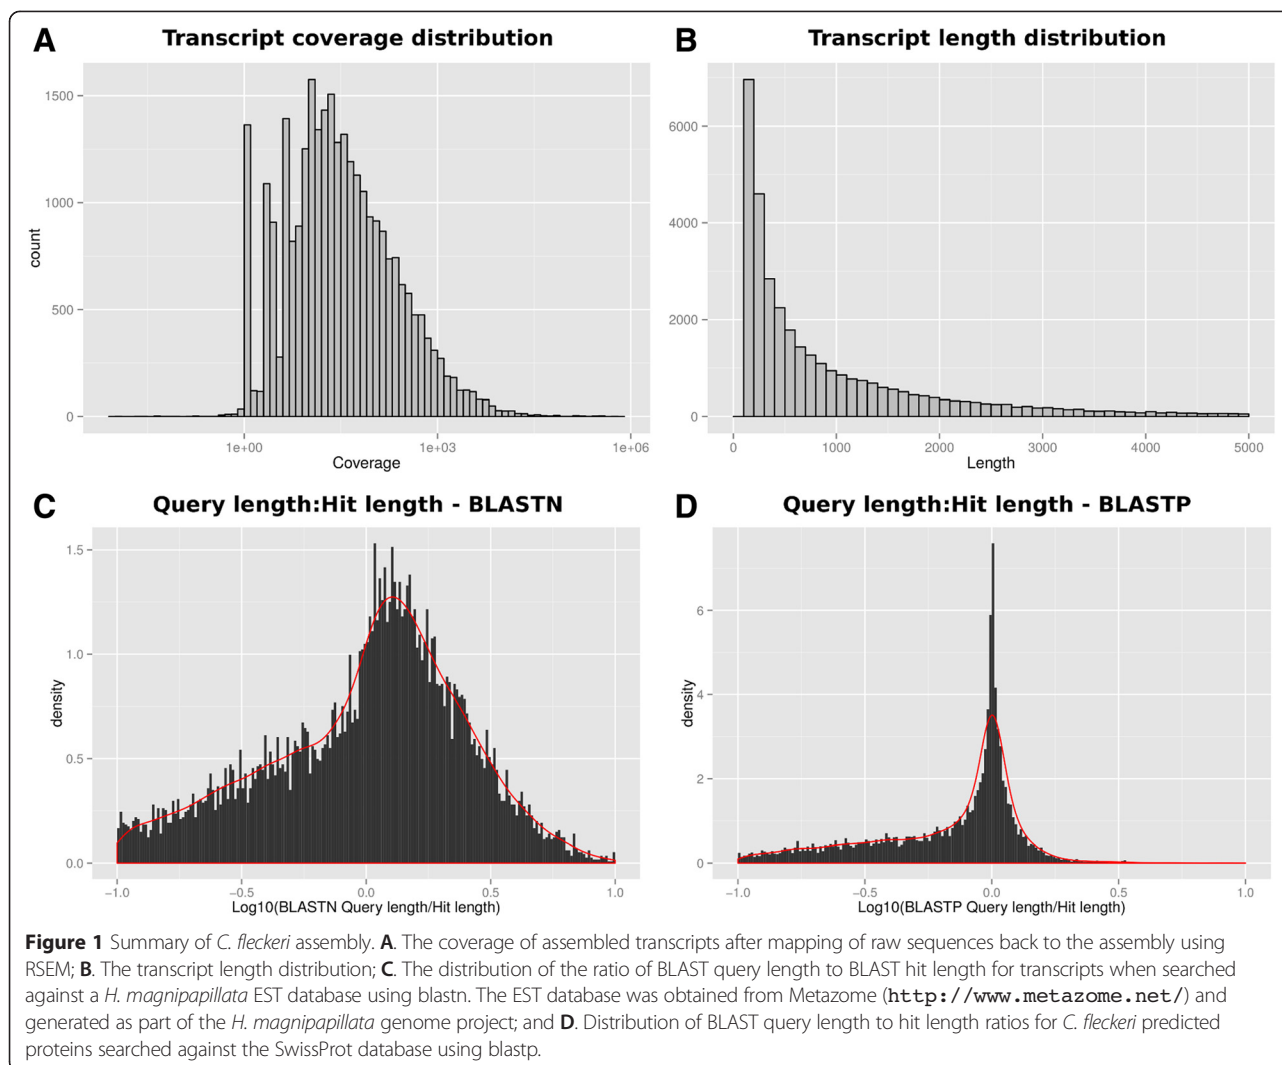 A Transcript coverage distribution
1500
1000
500
0
count
1e+00 1e+03 1e+06
Coverage
B Transcript length distribution
6000
4000
2000
0
0 1000 2000 3000 4000 5000
Length
C Query length:Hit length - BLASTN
1.5
1.0
0.5
0.0
density
−1.0 −0.5 0.0 0.5 1.0
Log10(BLASTN Query length/Hit length)
D Query length:Hit length - BLASTP
6
4
2
0
density
−1.0 −0.5 0.0 0.5 1.0
Log10(BLASTP Query length/Hit length)
Figure 1 Summary of C. fleckeri assembly. A. The coverage of assembled transcripts after mapping of raw sequences back to the assembly using
RSEM; B. The transcript length distribution; C. The distribution of the ratio of BLAST query length to BLAST hit length for transcripts when searched
against a H. magnipapillata EST database using blastn. The EST database was obtained from Metazome (http://www.metazome.net/) and
generated as part of the H. magnipapillata genome project; and D. Distribution of BLAST query length to hit length ratios for C. fleckeri predicted
proteins searched against the SwissProt database using blastp.